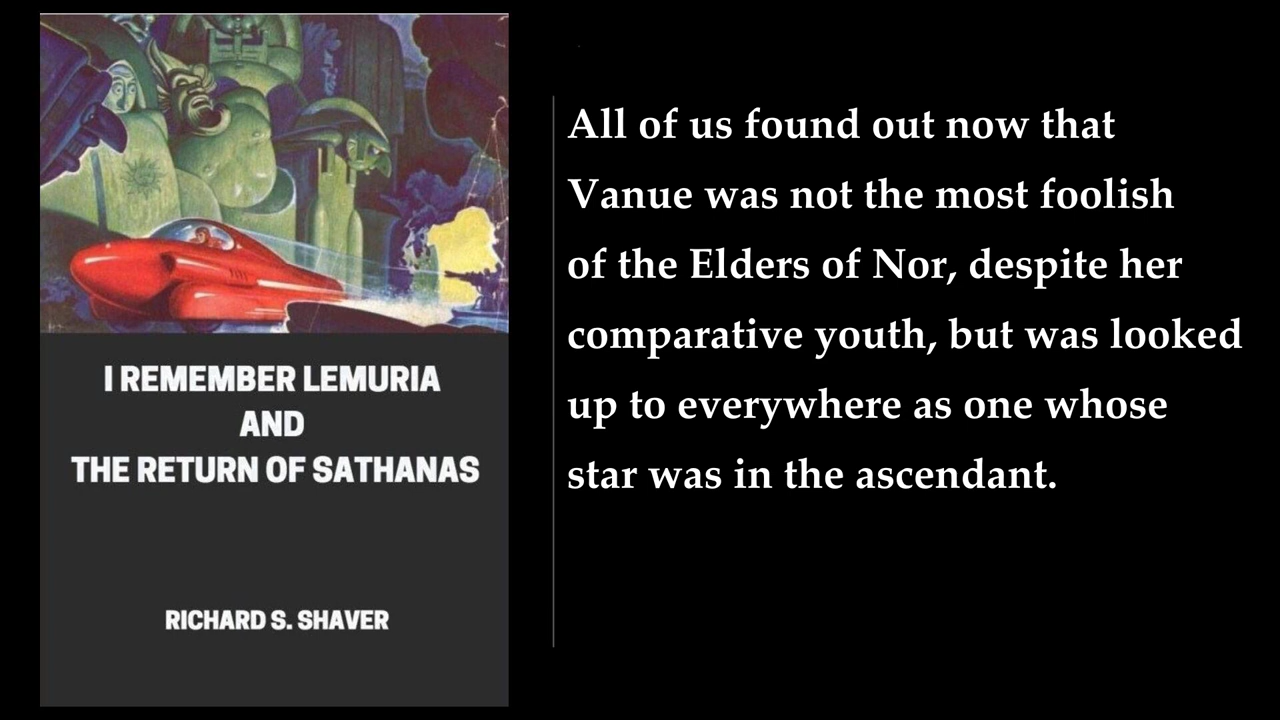 I REMEMBER LEMURIA
AND
THE RETURN OF SATHANAS
RICHARD S. SHAVER
All of us found out now that
Vanue was not the most foolish
of the Elders of Nor, despite her
comparative youth, but was looked
up to everywhere as one whose
star was in the ascendant.